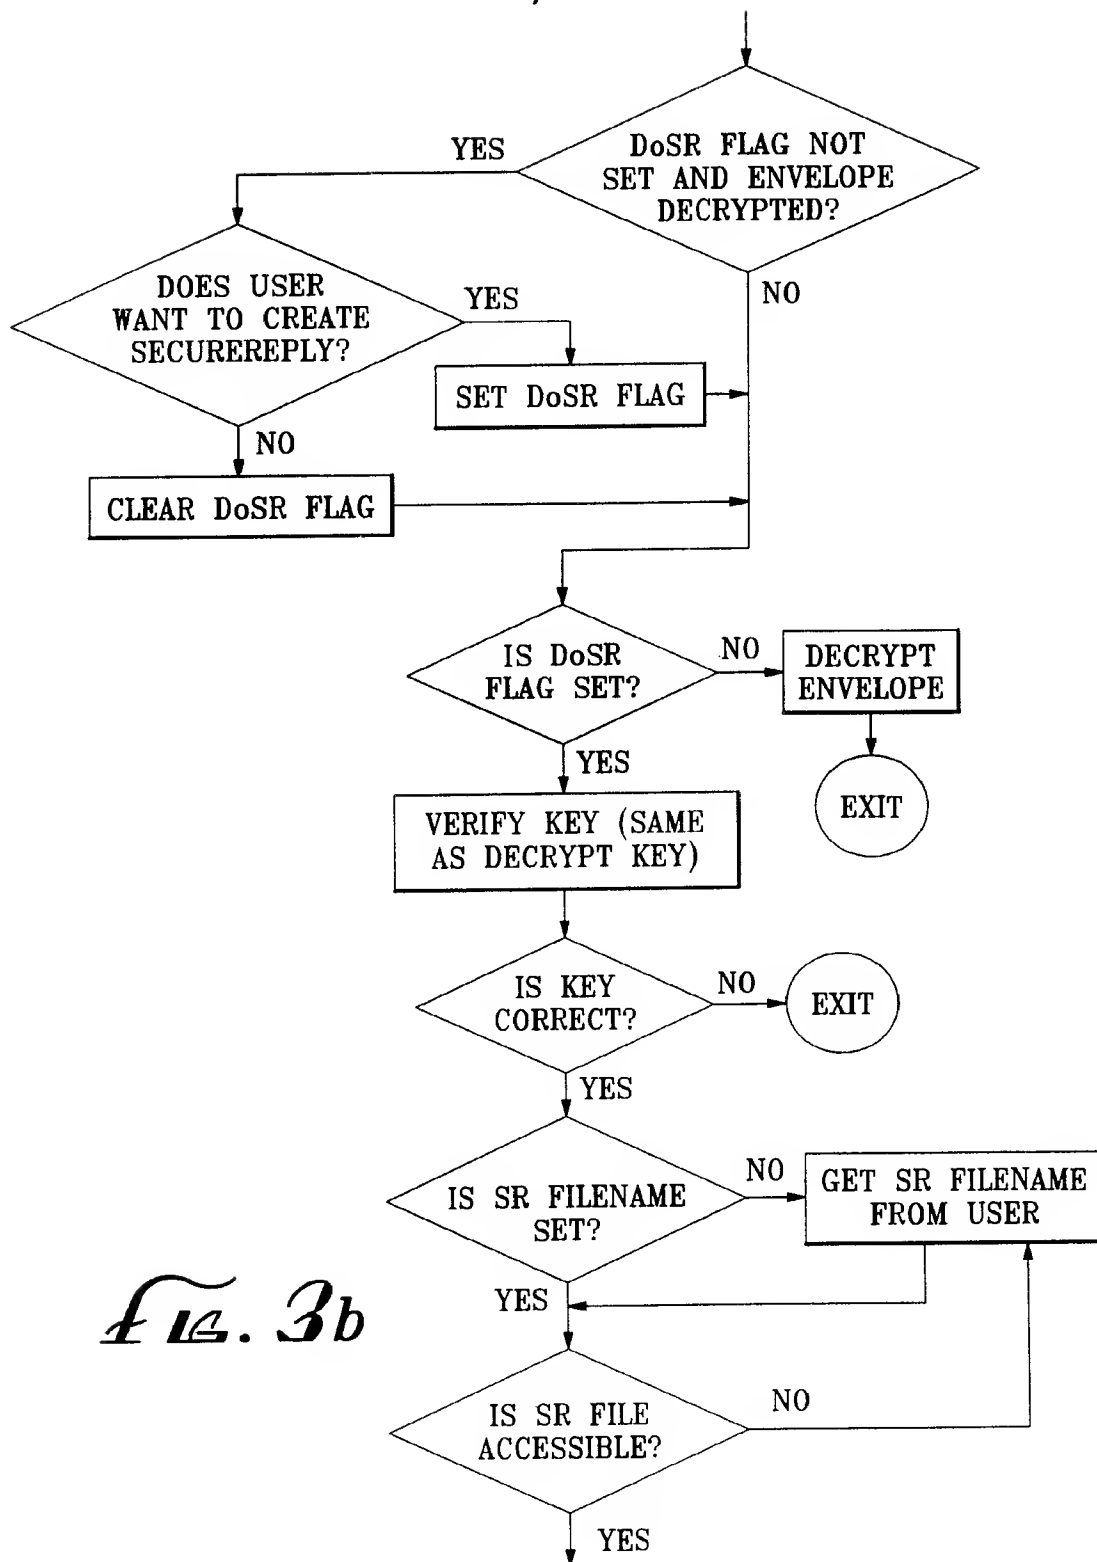 DoSR FLAG NOT
SET AND ENVELOPE
DECRYPTED?
YES
NO
DOES USER
WANT TO CREATE
SECUREREPLY?
YES
SET DoSR FLAG
NO
CLEAR DoSR FLAG
IS DoSR
FLAG SET?
NO
DECRYPT
ENVELOPE
EXIT
YES
VERIFY KEY (SAME
AS DECRYPT KEY)
IS KEY
CORRECT?
NO
EXIT
YES
IS SR FILENAME
SET?
NO
GET SR FILENAME
FROM USER
YES
IS SR FILE
ACCESSIBLE?
NO
YES
FIG. 3b